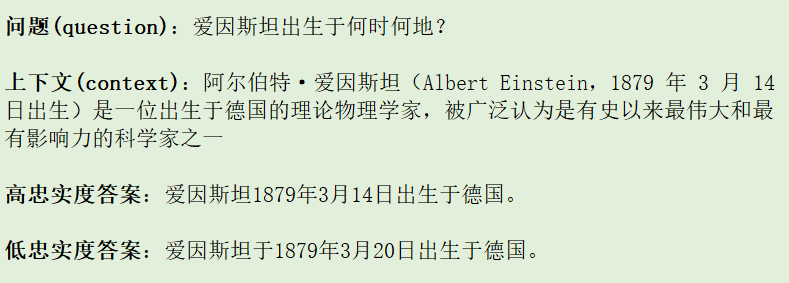 问题(question)：爱因斯坦出生于何时何地？
上下文(context)：阿尔伯特·爱因斯坦（Albert Einstein，1879 年 3 月 14
日出生）是一位出生于德国的理论物理学家，被广泛认为是有史以来最伟大和最
有影响力的科学家之一
高忠实度答案：爱因斯坦1879年3月14日出生于德国。
低忠实度答案：爱因斯坦于1879年3月20日出生于德国。